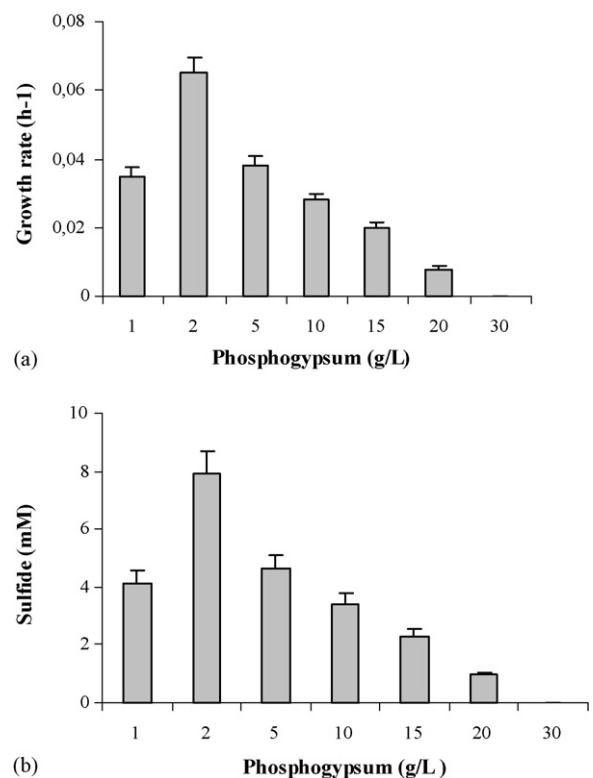 0,08
0,06
0,04
0,02
0
Growth rate (h-1)
1 2 5 10 15 20 30
Phosphogypsum (g/L)
(a)
10
8
6
4
2
0
Sulfide (mM)
1 2 5 10 15 20 30
Phosphogypsum (g/L)
(b)